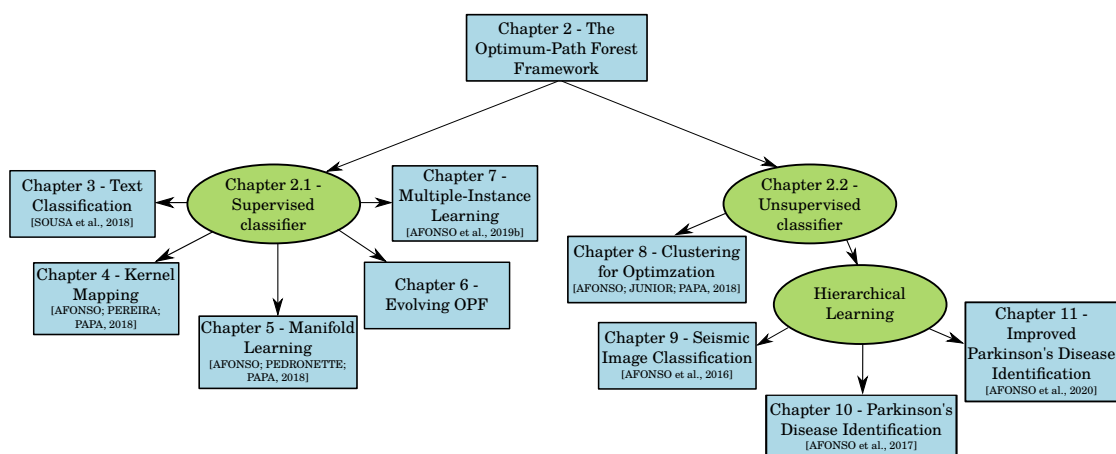 Chapter 2 - The
Optimum-Path Forest
Framework
Chapter 3 - Text
Classification
[SOUSA et al., 2018]
Chapter 2.1 -
Supervised
classifier
Chapter 7 -
Multiple-Instance
Learning
[AFONSO et al., 2019b]
Chapter 2.2 -
Unsupervised
classifier
Chapter 4 - Kernel
Mapping
[AFONSO; PEREIRA;
PAPA, 2018]
Chapter 5 - Manifold
Learning
[AFONSO; PEDRONETTE;
PAPA, 2018]
Chapter 6 -
Evolving OPF
Chapter 8 - Clustering
for Optimzation
[AFONSO; JUNIOR; PAPA, 2018]
Hierarchical
Learning
Chapter 9 - Seismic
Image Classification
[AFONSO et al., 2016]
Chapter 10 - Parkinson's
Disease Identification
[AFONSO et al., 2017]
Chapter 11 -
Improved
Parkinson's Disease
Identification
[AFONSO et al., 2020]